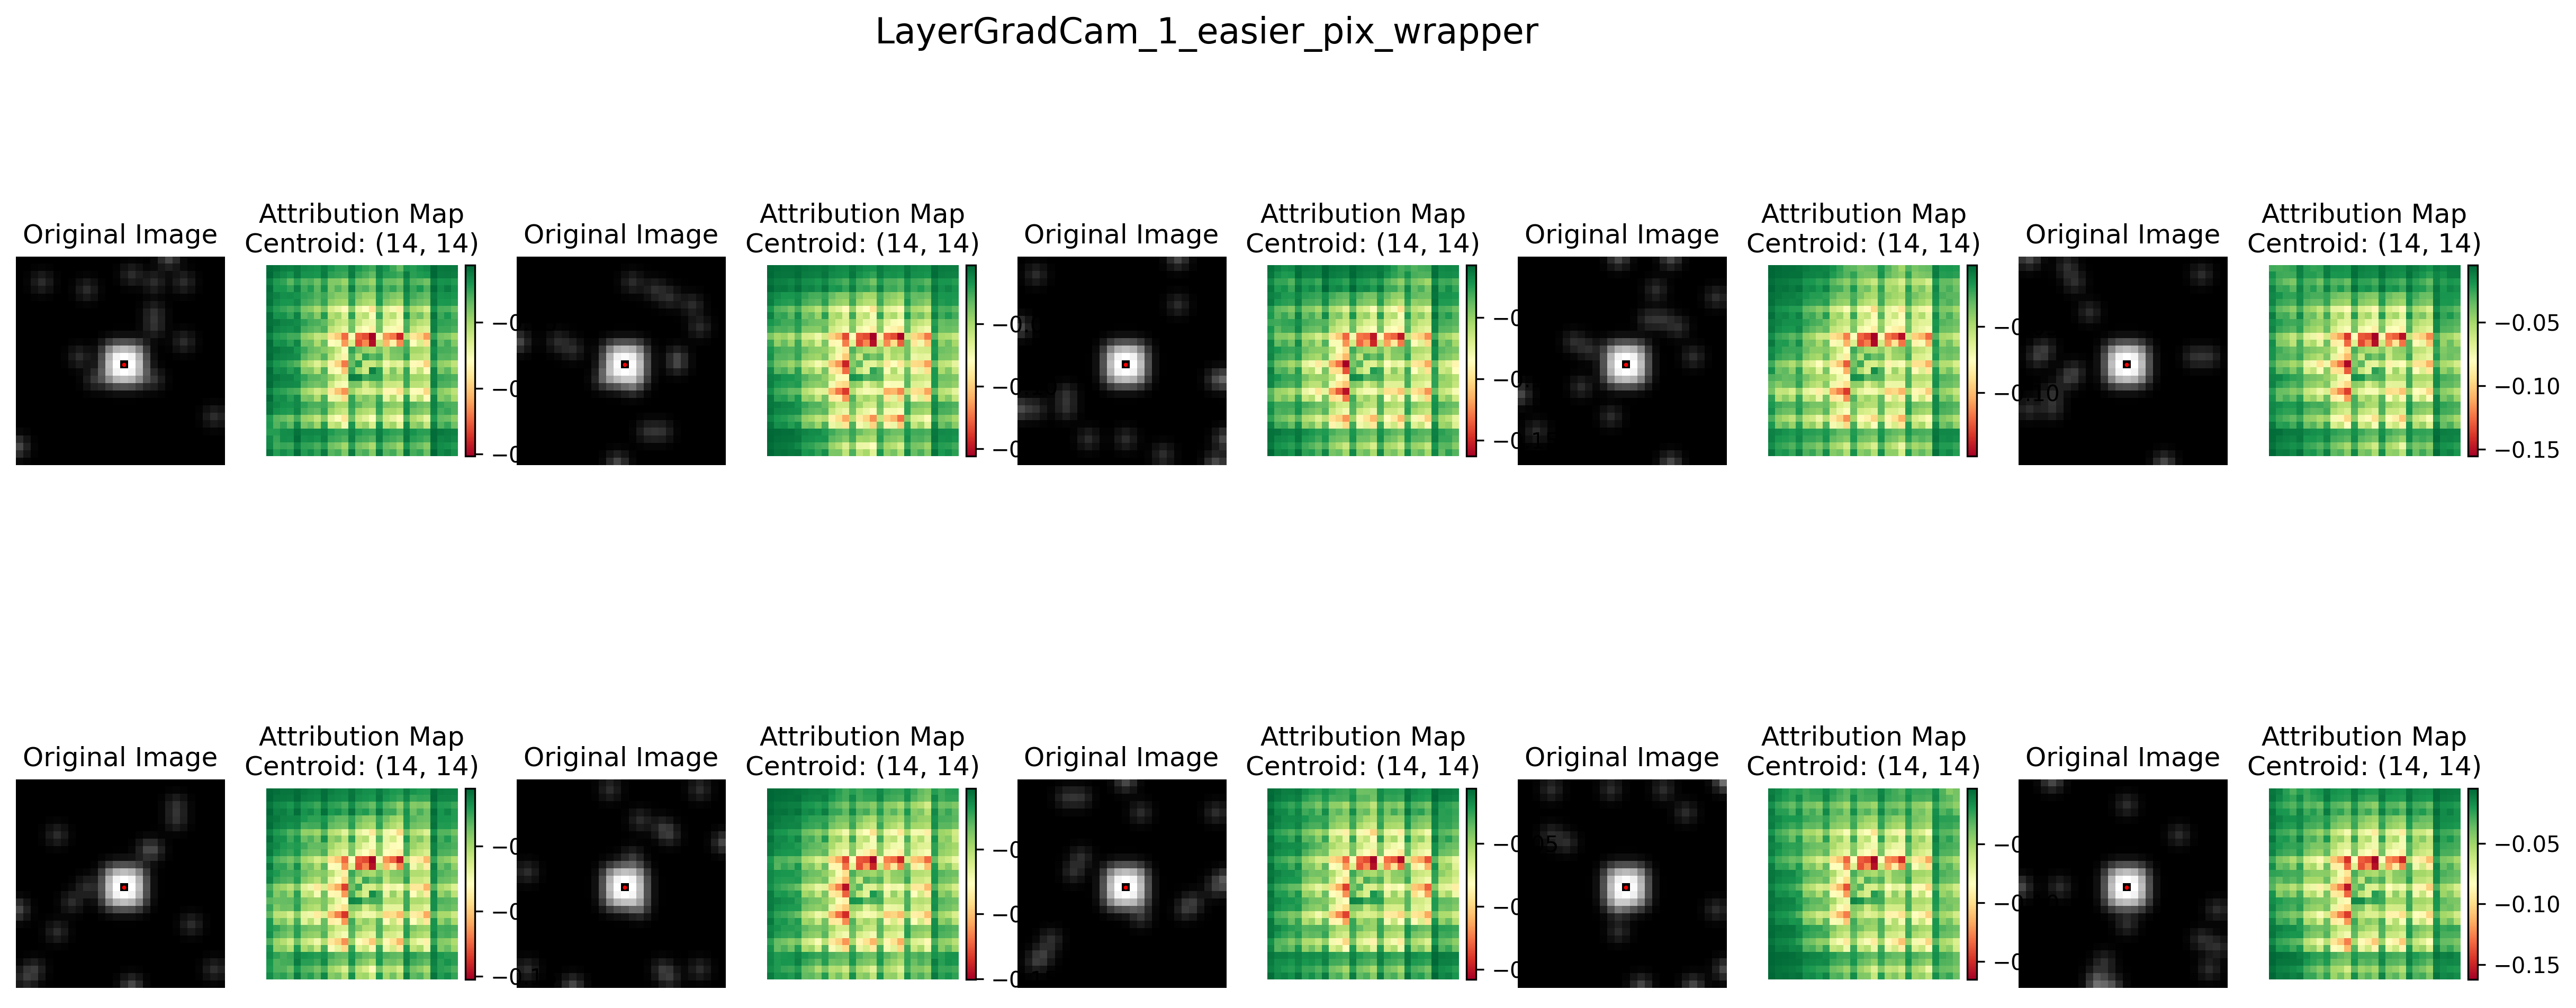 LayerGradCam_1_easier_pix_wrapper
Original Image
Attribution Map
Centroid: (14, 14)
Original Image
Attribution Map
Centroid: (14, 14)
Original Image
Attribution Map
Centroid: (14, 14)
Original Image
Attribution Map
Centroid: (14, 14)
Original Image
Attribution Map
Centroid: (14, 14)
−0.10
−0.05
−0.10
−0.15
Original Image
Attribution Map
Centroid: (14, 14)
Original Image
Attribution Map
Centroid: (14, 14)
Original Image
Attribution Map
Centroid: (14, 14)
Original Image
Attribution Map
Centroid: (14, 14)
Original Image
Attribution Map
Centroid: (14, 14)
−0.05
−0.05
−0.10
−0.15